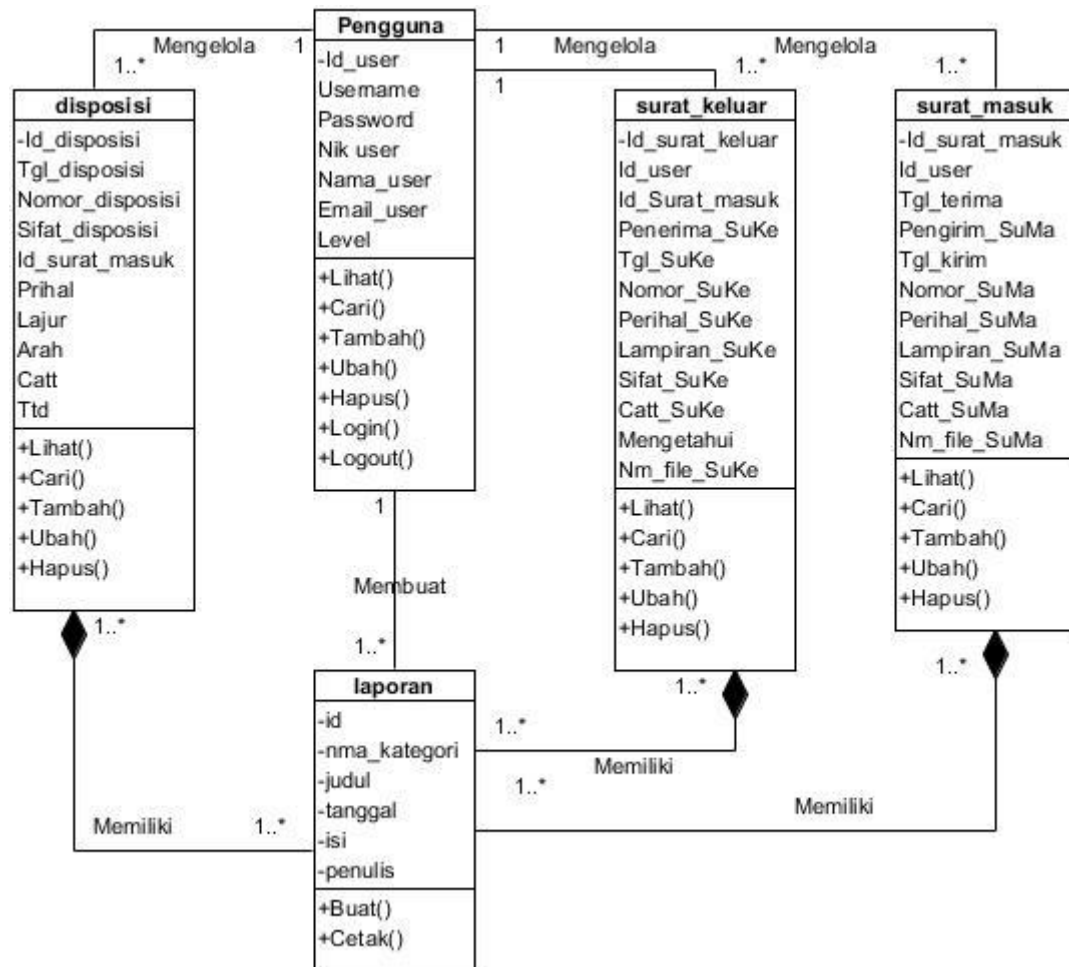 Pengguna
-Id_user
Username
Password
Nik user
Nama_user
Email_user
Level
+Lihat()
+Cari()
+Tambah()
+Ubah()
+Hapus()
+Login()
+Logout()
Mengelola
1
1..*
Mengelola
1
1..*
Mengelola
1
1..*
disposisi
-Id_disposisi
Tgl_disposisi
Nomor_disposisi
Sifat_disposisi
Id_surat_masuk
Prihal
Lajur
Arah
Catt
Ttd
+Lihat()
+Cari()
+Tambah()
+Ubah()
+Hapus()
surat_keluar
-Id_surat_keluar
Id_user
Id_Surat_masuk
Penerima_SuKe
Tgl_SuKe
Nomor_SuKe
Perihal_SuKe
Lampiran_SuKe
Sifat_SuKe
Catt_SuKe
Mengetahui
Nm_file_SuKe
+Lihat()
+Cari()
+Tambah()
+Ubah()
+Hapus()
surat_masuk
-Id_surat_masuk
Id_user
Tgl_terima
Pengirim_SuMa
Tgl_kirim
Nomor_SuMa
Perihal_SuMa
Lampiran_SuMa
Sifat_SuMa
Catt_SuMa
Nm_file_SuMa
+Lihat()
+Cari()
+Tambah()
+Ubah()
+Hapus()
1
Membuat
1..*
laporan
-id
-nma_kategori
-judul
-tanggal
-isi
-penulis
+Buat()
+Cetak()
1..*
Memiliki
1..*
1..*
1..*
Memiliki
1..*
1..*
Memiliki